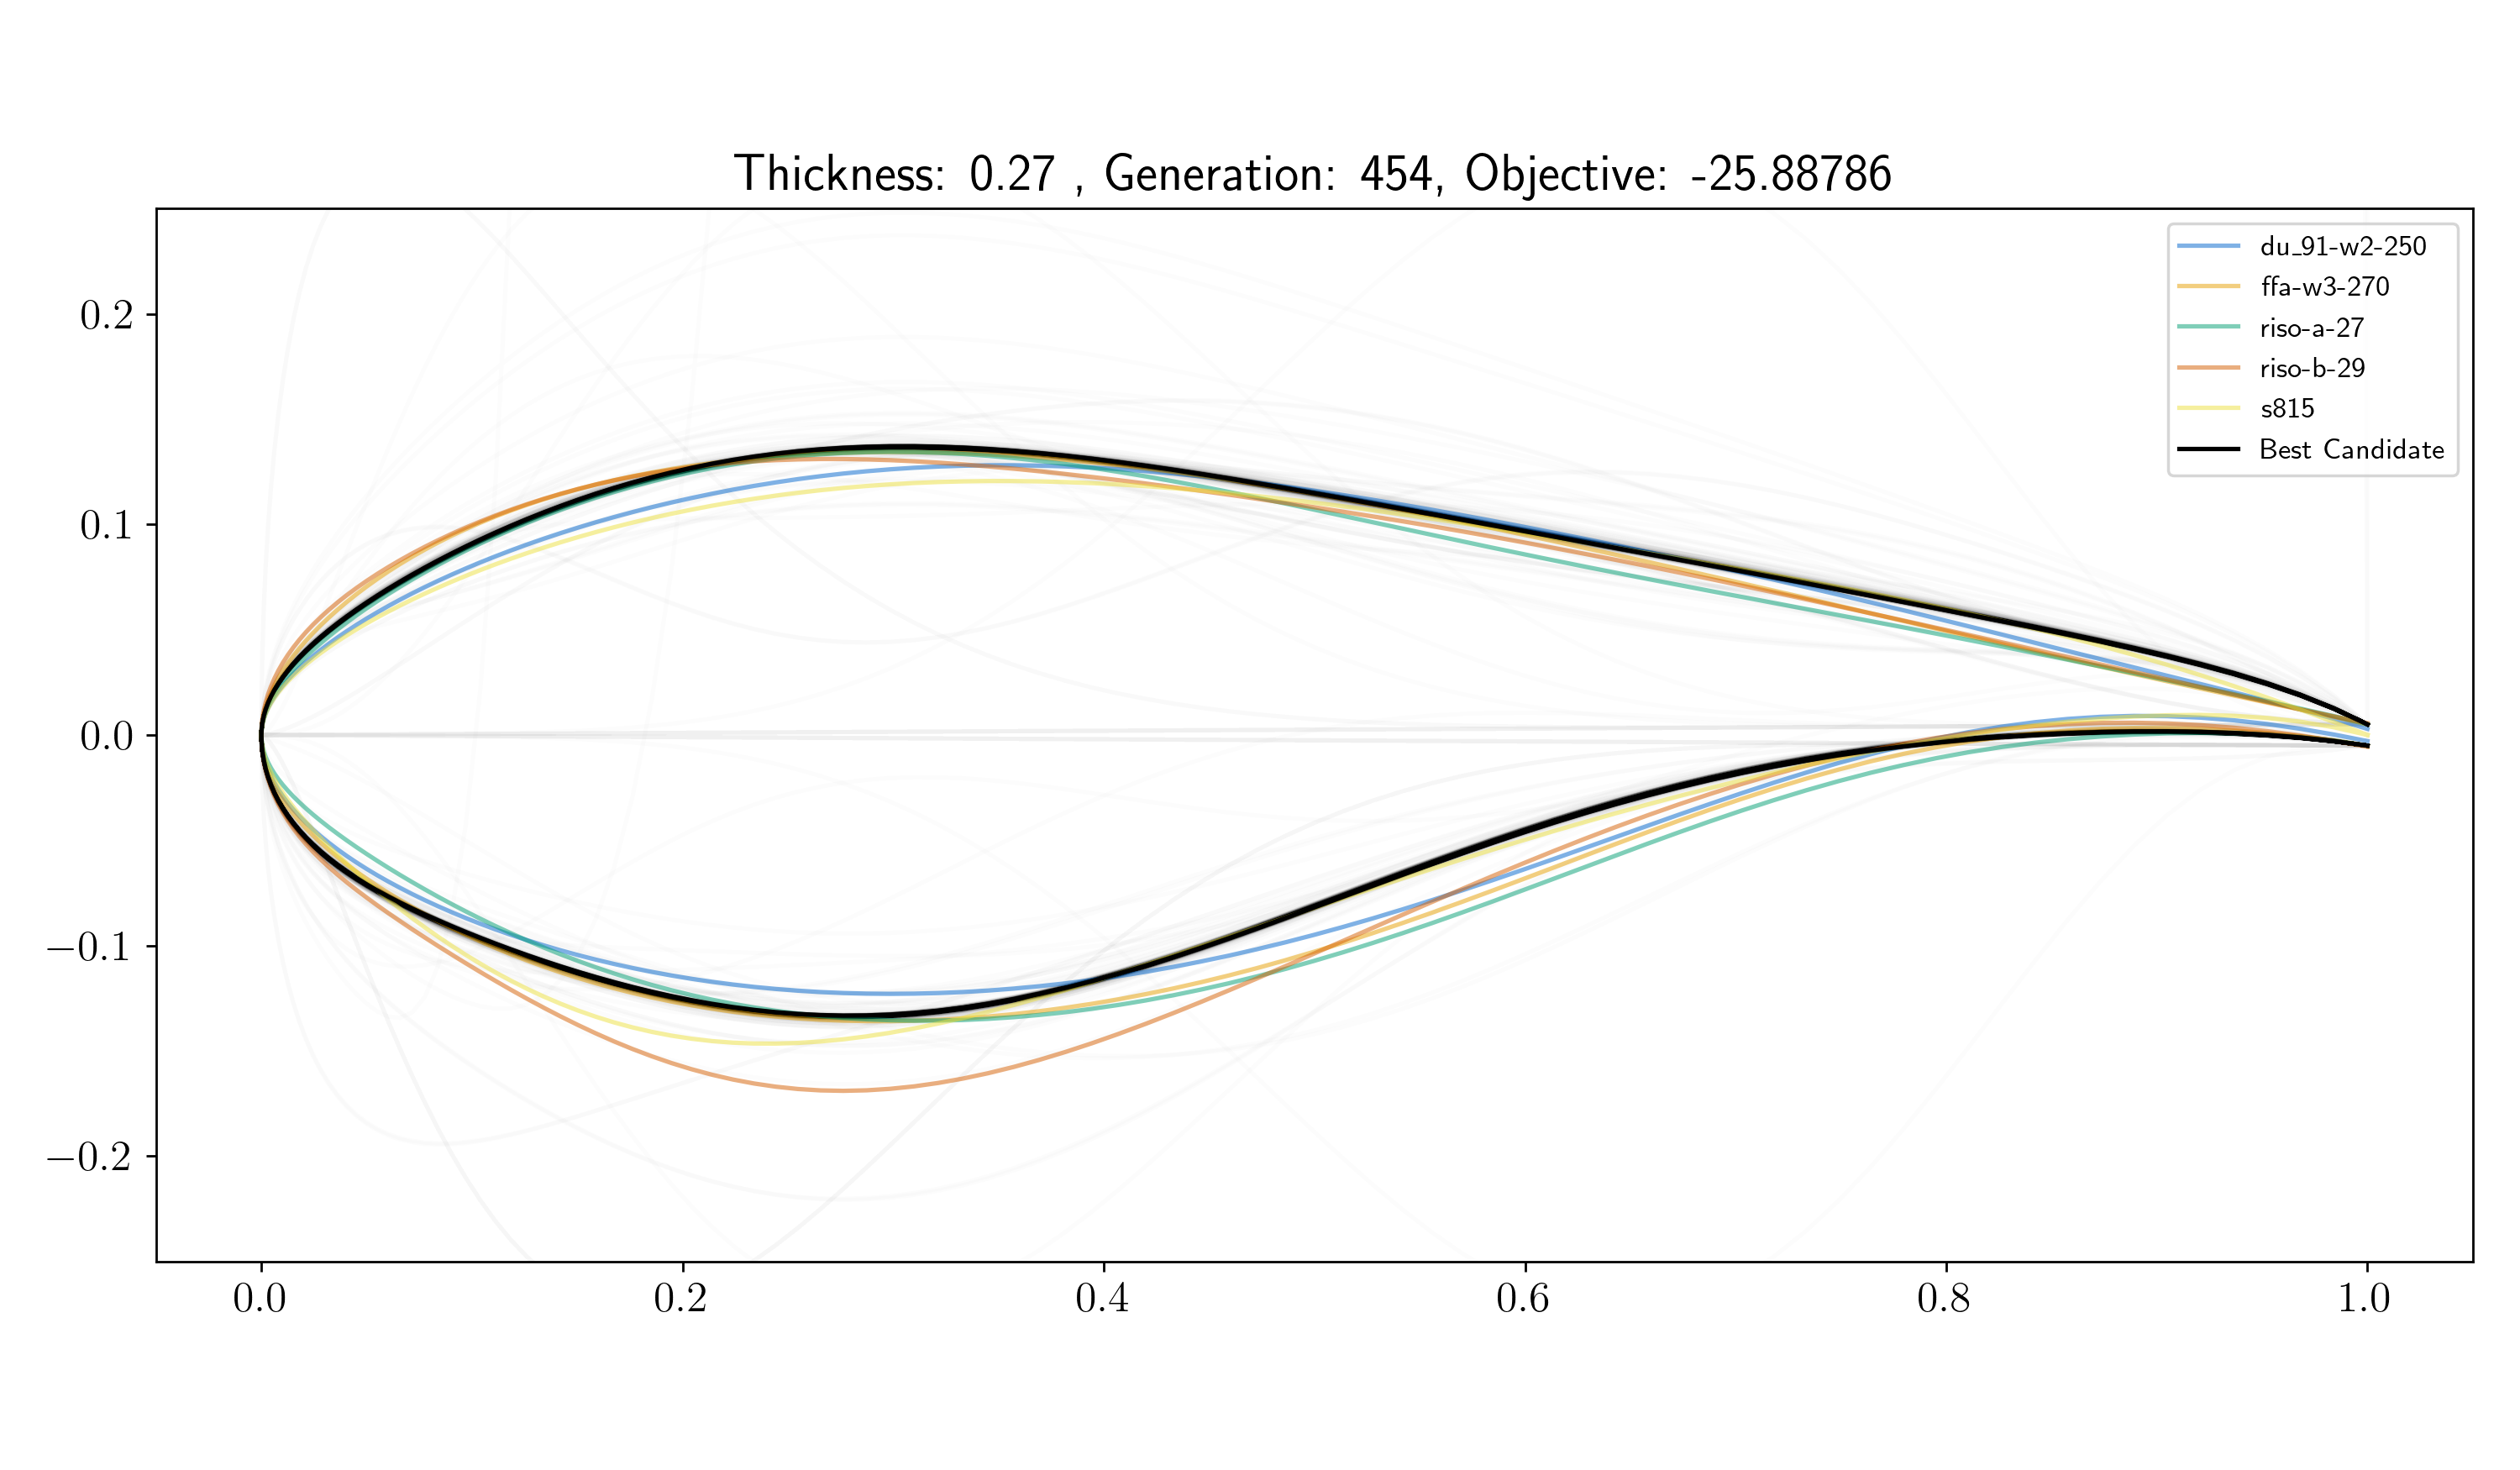 Thickness: 0.27 , Generation: 454, Objective: -25.88786
du_91-w2-250
ffa-w3-270
riso-a-27
riso-b-29
s815
Best Candidate
0.2
0.1
0.0
−0.1
−0.2
0.0 0.2 0.4 0.6 0.8 1.0